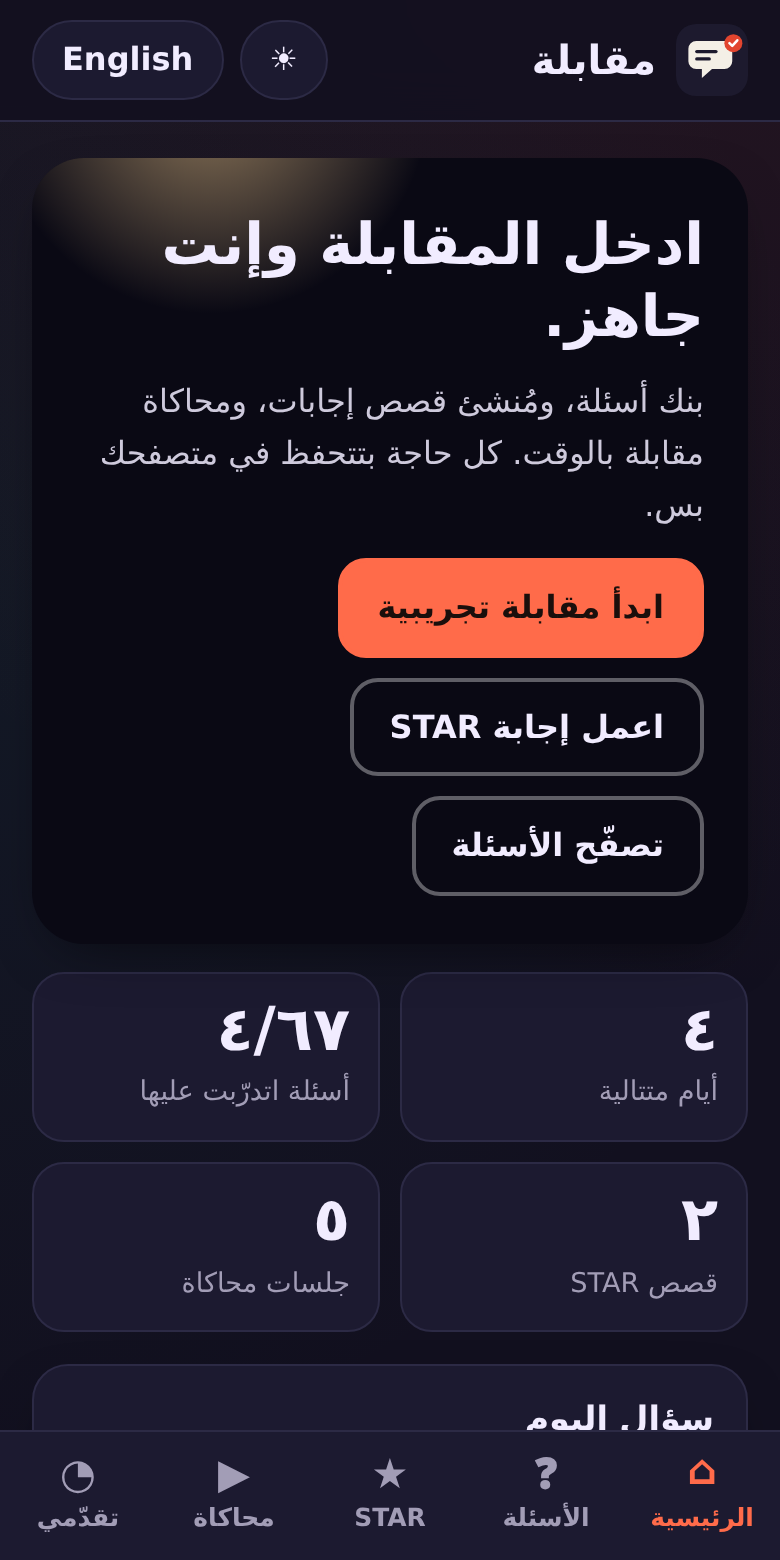 مقابلة
English
ادخل المقابلة وإنت
جاهز.
بنك أسئلة، ومُنشئ قصص إجابات، ومحاكاة
مقابلة بالوقت. كل حاجة بتتحفظ في متصفحك
بس.
ابدأ مقابلة تجريبية
اعمل إجابة STAR
تصفّح الأسئلة
٤
أيام متتالية
٤/٦٧
أسئلة اتدرّبت عليها
٢
قصص STAR
٥
جلسات محاكاة
سؤال اليوم
الرئيسية
الأسئلة
STAR
محاكاة
تقدّمي